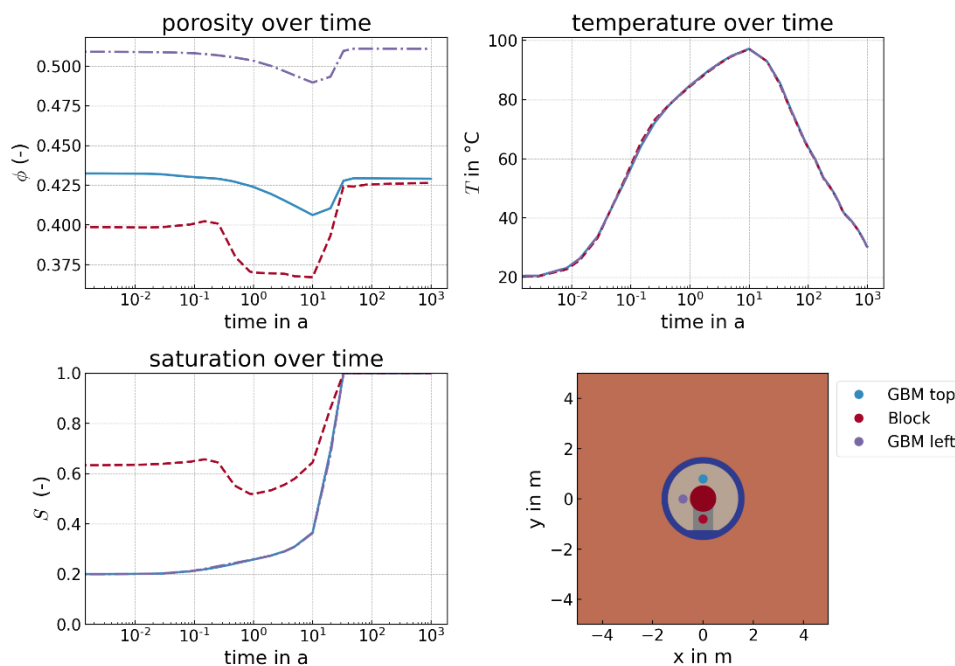 porosity over time
0.500
0.475
0.450
0.425
0.400
0.375
ϕ (-)
10⁻² 10⁻¹ 10⁰ 10¹ 10² 10³
time in a
temperature over time
100
80
60
40
20
T in °C
10⁻² 10⁻¹ 10⁰ 10¹ 10² 10³
time in a
saturation over time
1.0
0.8
0.6
0.4
0.2
0.0
S (-)
10⁻² 10⁻¹ 10⁰ 10¹ 10² 10³
time in a
4
2
0
−2
−4
y in m
−4 −2 0 2 4
x in m
GBM top
Block
GBM left